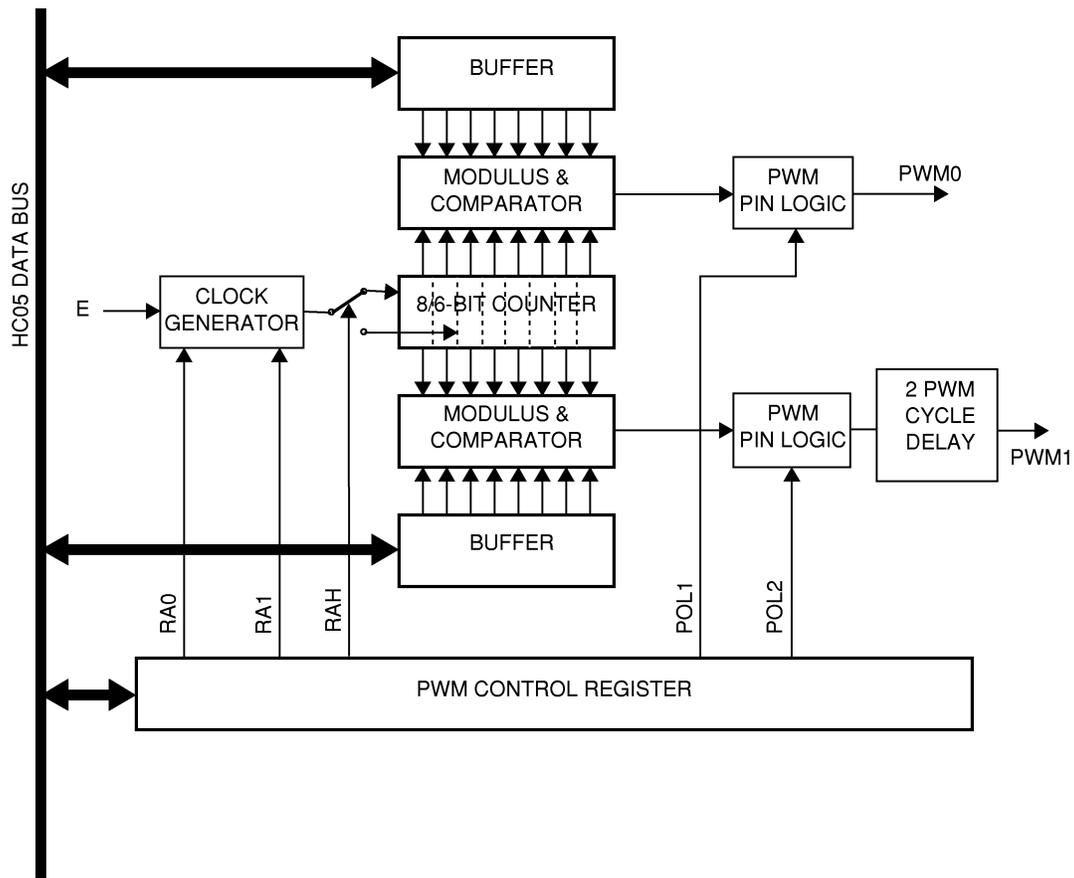 BUFFER
MODULUS &
COMPARATOR
PWM
PIN LOGIC
PWM0
HC05 DATA BUS
E
CLOCK
GENERATOR
8/6-BIT COUNTER
MODULUS &
COMPARATOR
PWM
PIN LOGIC
2 PWM
CYCLE
DELAY
PWM1
BUFFER
RA0
RA1
RAH
POL1
POL2
PWM CONTROL REGISTER